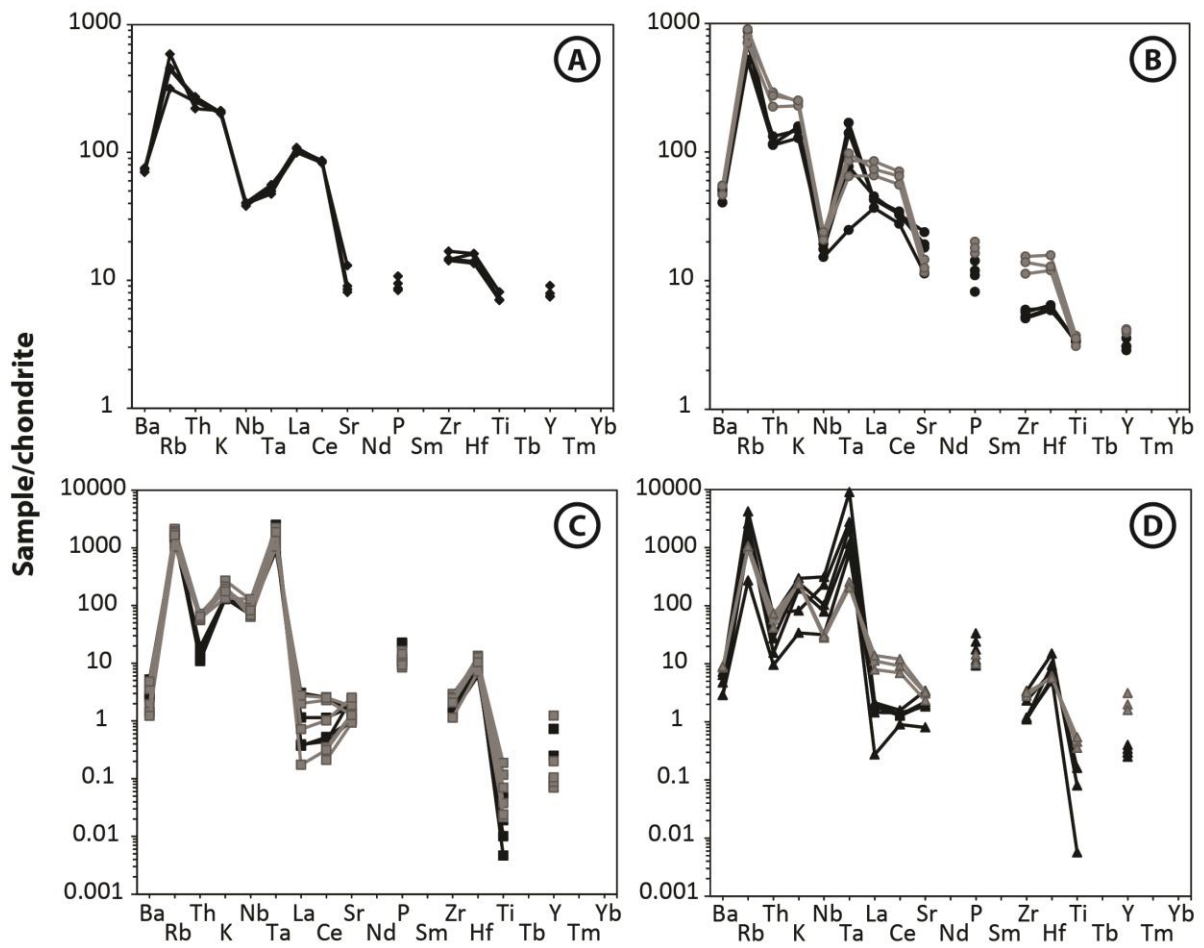 Sample/chondrite
1000
100
10
1
A
Ba Th Nb La Sr P Zr Ti Y Yb
Rb K Ta Ce Nd Sm Hf Tb Tm
1000
100
10
1
B
Ba Th Nb La Sr P Zr Ti Y Yb
Rb K Ta Ce Nd Sm Hf Tb Tm
10000
1000
100
10
1
0.1
0.01
0.001
C
Ba Th Nb La Sr P Zr Ti Y Yb
Rb K Ta Ce Nd Sm Hf Tb Tm
10000
1000
100
10
1
0.1
0.01
0.001
D
Ba Th Nb La Sr P Zr Ti Y Yb
Rb K Ta Ce Nd Sm Hf Tb Tm